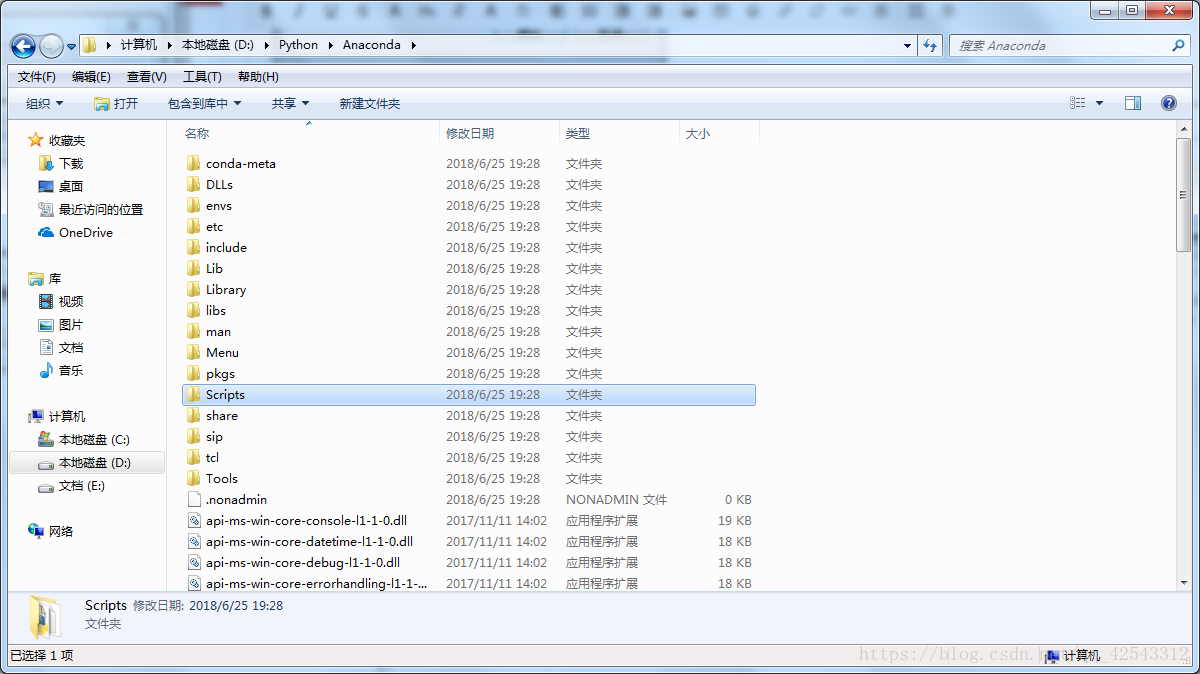 计算机 本地磁盘 (D:) Python Anaconda 搜索 Anaconda
文件(F) 编辑(E) 查看(V) 工具(T) 帮助(H)
组织 打开 包含到库中 共享 新建文件夹
收藏夹
下载
桌面
最近访问的位置
OneDrive
库
视频
图片
文档
音乐
计算机
本地磁盘 (C:)
本地磁盘 (D:)
文档 (E:)
网络
名称 修改日期 类型 大小
conda-meta 2018/6/25 19:28 文件夹
DLLs 2018/6/25 19:28 文件夹
envs 2018/6/25 19:28 文件夹
etc 2018/6/25 19:28 文件夹
include 2018/6/25 19:28 文件夹
Lib 2018/6/25 19:28 文件夹
Library 2018/6/25 19:28 文件夹
libs 2018/6/25 19:28 文件夹
man 2018/6/25 19:28 文件夹
Menu 2018/6/25 19:28 文件夹
pkgs 2018/6/25 19:28 文件夹
Scripts 2018/6/25 19:28 文件夹
share 2018/6/25 19:28 文件夹
sip 2018/6/25 19:28 文件夹
tcl 2018/6/25 19:28 文件夹
Tools 2018/6/25 19:28 文件夹
.nonadmin 2018/6/25 19:28 NONADMIN 文件 0 KB
api-ms-win-core-console-l1-1-0.dll 2017/11/11 14:02 应用程序扩展 19 KB
api-ms-win-core-datetime-l1-1-0.dll 2017/11/11 14:02 应用程序扩展 18 KB
api-ms-win-core-debug-l1-1-0.dll 2017/11/11 14:02 应用程序扩展 18 KB
api-ms-win-core-errorhandling-l1-1-... 2017/11/11 14:02 应用程序扩展 18 KB
Scripts 修改日期: 2018/6/25 19:28
文件夹
已选择 1 项 计算机
https://blog.csdn. 42543312